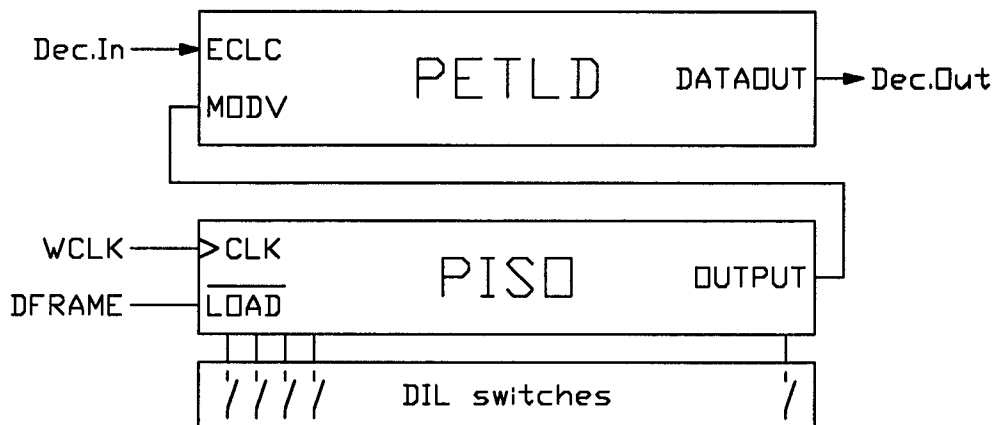 Dec.In
ECLC
PETLD
DATAOUT
Dec.Out
MODV
WCLK
CLK
PISO
OUTPUT
DFRAME
LOAD
DIL switches